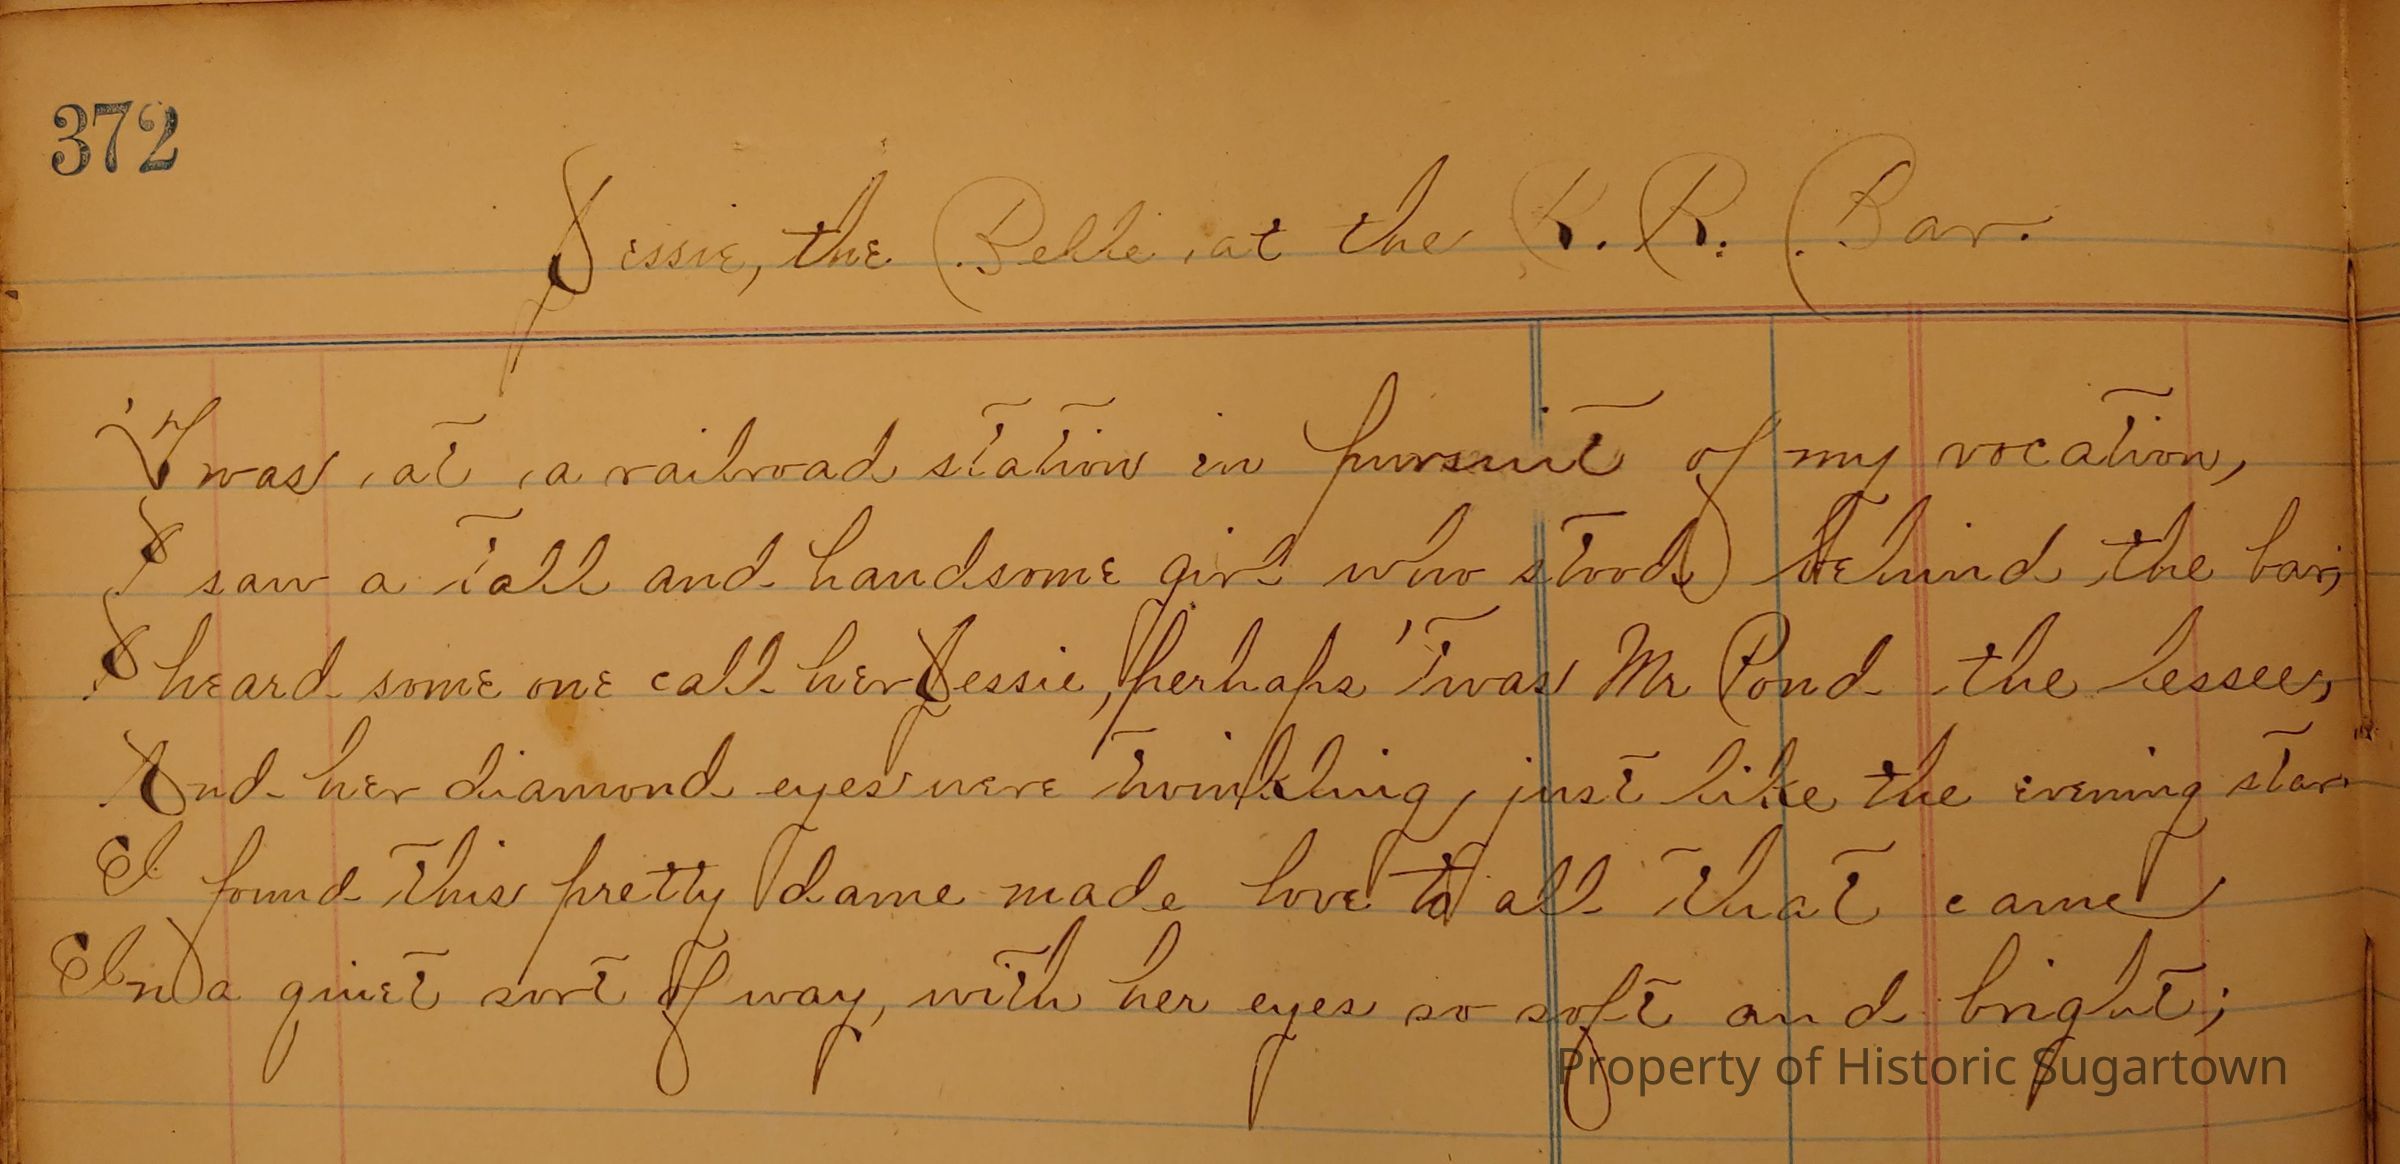 372
Jessie, the Belle, at the R. R. Bar.
'Twas at a railroad station in pursuit of my vocation,
I saw a tall and handsome girl who stood behind the bar;
I heard some one call her Jessie, perhaps 'twas Mr Pond the lessee,
And her diamond eyes were twinkling, just like the evening star
I found this pretty dame made love to all that came
In a quiet sort of way, with her eyes so soft and bright;
Property of Historic Sugartown